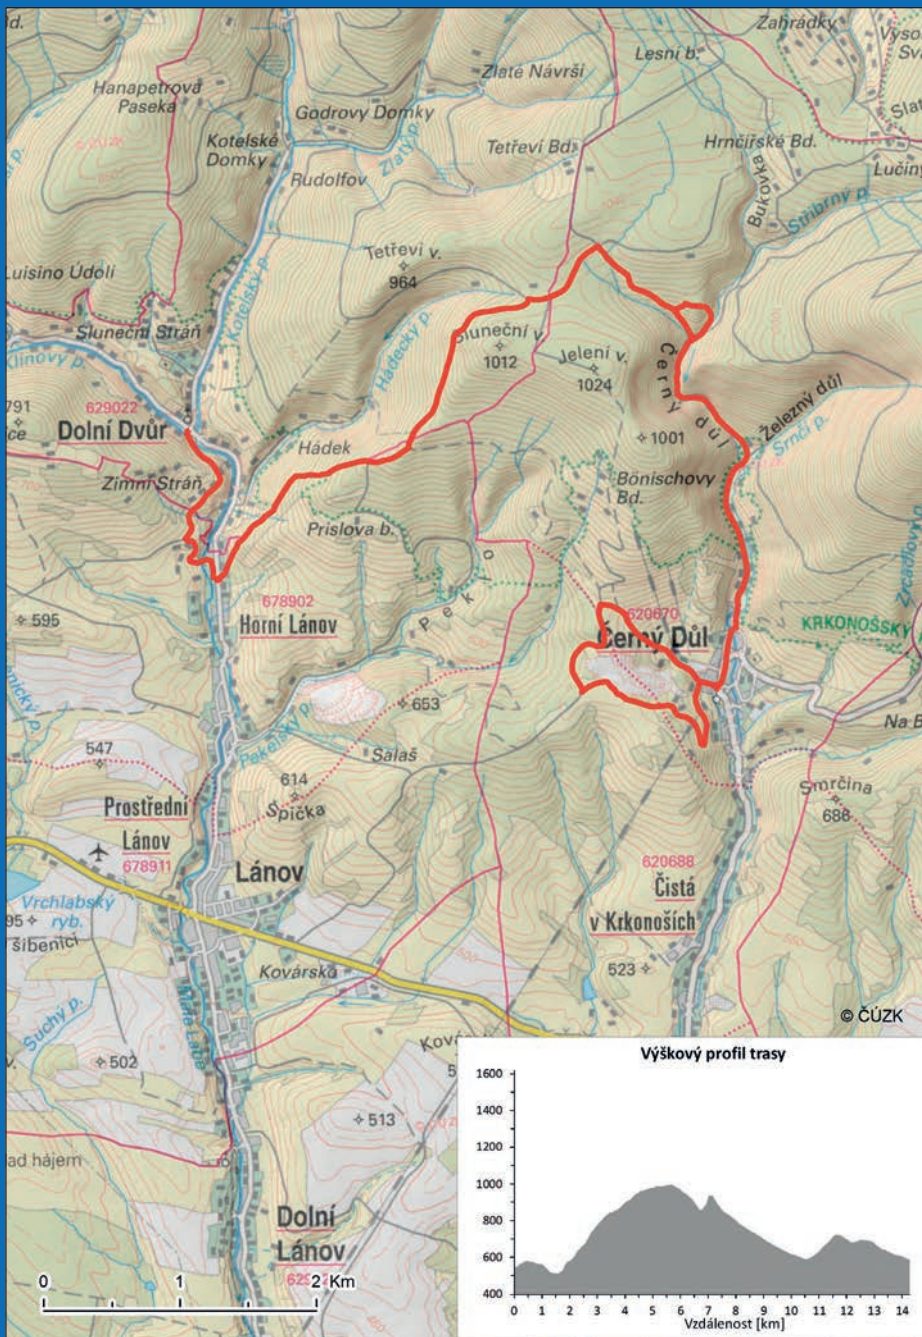 Zahrádky
Lesní b.
Zlaté Návrší
Hanapetrova
Paseka
Godrovy Domky
Kotelské
Domky
Zlatý p.
Tetřeví Bd.
Hrnčířské Bd.
Rudolfov
Lučiny
Bukovka
Stříbrný p.
Tetřeví v.
964
Luisino Údolí
Kotelský p.
Sluneční Stráň
Hádecký p.
Sluneční v.
1012
Jelení v.
1024
Černý důl
Klínový p.
791
629022
Dolní Dvůr
Železný důl
Srnčí p.
1001
Hádek
Zimní Stráň
Bönischovy
Bd.
Prislova b.
595
678902
Horní Lánov
Peklo
620670
Černý Důl
KRKONOŠSKÝ
653
Na B
547
Pekelský p.
Salaš
614
Špička
Smrčina
686
Prostřední
Lánov
678911
620688
Čistá
v Krkonoších
Lánov
Vrchlabský
ryb.
95
šibenicí
Kovársko
523
© ČÚZK
Suchý p.
Malé Labe
502
513
ad hájem
Dolní
Lánov
0 1 2 Km
Výškový profil trasy
1600
1400
1200
1000
800
600
400
0 1 2 3 4 5 6 7 8 9 10 11 12 13 14
Vzdálenost [km]